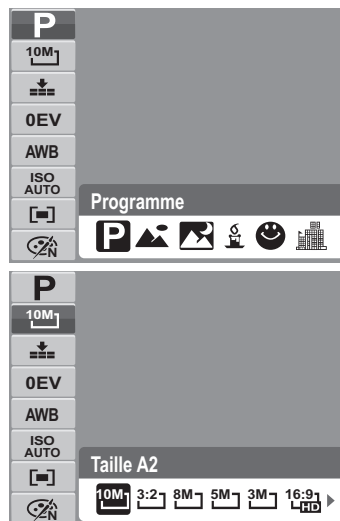 P
10M
0EV
AWB
ISO
AUTO
N
Programme
P
P
10M
0EV
AWB
ISO
AUTO
N
Taille A2
10M 3:2 8M 5M 3M 16:9
HD